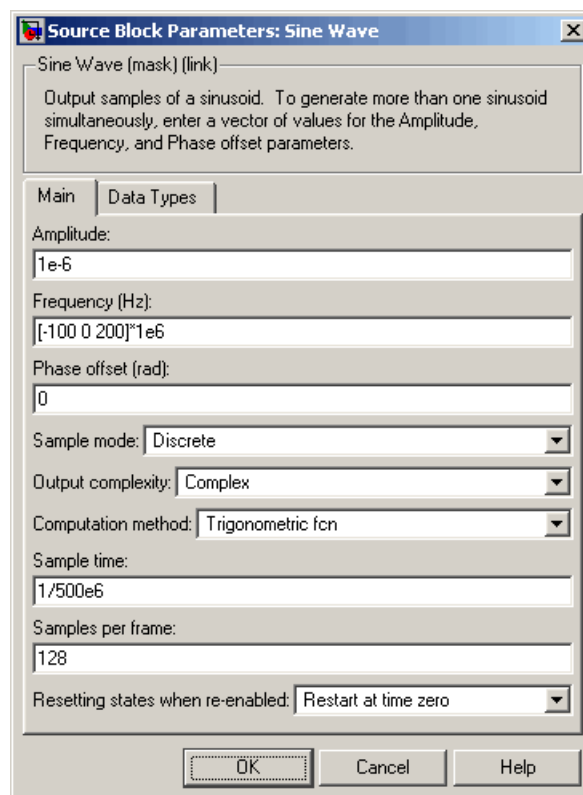 Source Block Parameters: Sine Wave
Sine Wave (mask) (link)
Output samples of a sinusoid. To generate more than one sinusoid
simultaneously, enter a vector of values for the Amplitude,
Frequency, and Phase offset parameters.
Main
Data Types
Amplitude:
1e-6
Frequency (Hz):
[-100 0 200]*1e6
Phase offset (rad):
0
Sample mode: Discrete
Output complexity: Complex
Computation method: Trigonometric fcn
Sample time:
1/500e6
Samples per frame:
128
Resetting states when re-enabled: Restart at time zero
OK
Cancel
Help